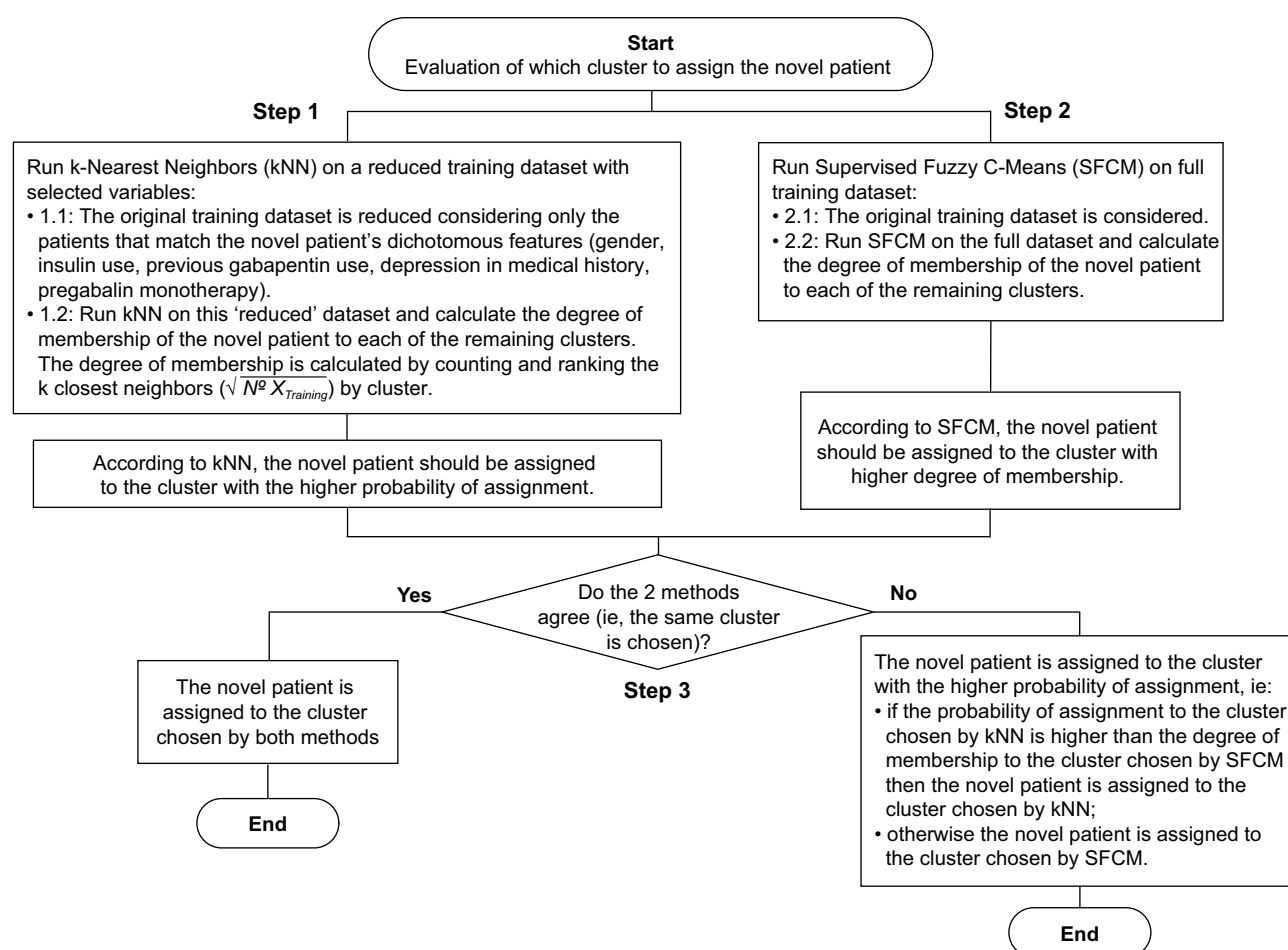 Start
Evaluation of which cluster to assign the novel patient
Step 1
Run k-Nearest Neighbors (kNN) on a reduced training dataset with
selected variables:
• 1.1: The original training dataset is reduced considering only the
patients that match the novel patient's dichotomous features (gender,
insulin use, previous gabapentin use, depression in medical history,
pregabalin monotherapy).
• 1.2: Run kNN on this 'reduced' dataset and calculate the degree of
membership of the novel patient to each of the remaining clusters.
The degree of membership is calculated by counting and ranking the
k closest neighbors (√ Nº X_Training) by cluster.
According to kNN, the novel patient should be assigned
to the cluster with the higher probability of assignment.
Step 2
Run Supervised Fuzzy C-Means (SFCM) on full
training dataset:
• 2.1: The original training dataset is considered.
• 2.2: Run SFCM on the full dataset and calculate
the degree of membership of the novel patient
to each of the remaining clusters.
According to SFCM, the novel patient
should be assigned to the cluster with
higher degree of membership.
Do the 2 methods
agree (ie, the same cluster
is chosen)?
Step 3
Yes
The novel patient is
assigned to the cluster
chosen by both methods
End
No
The novel patient is assigned to the cluster
with the higher probability of assignment, ie:
• if the probability of assignment to the cluster
chosen by kNN is higher than the degree of
membership to the cluster chosen by SFCM
then the novel patient is assigned to the
cluster chosen by kNN;
• otherwise the novel patient is assigned to
the cluster chosen by SFCM.
End